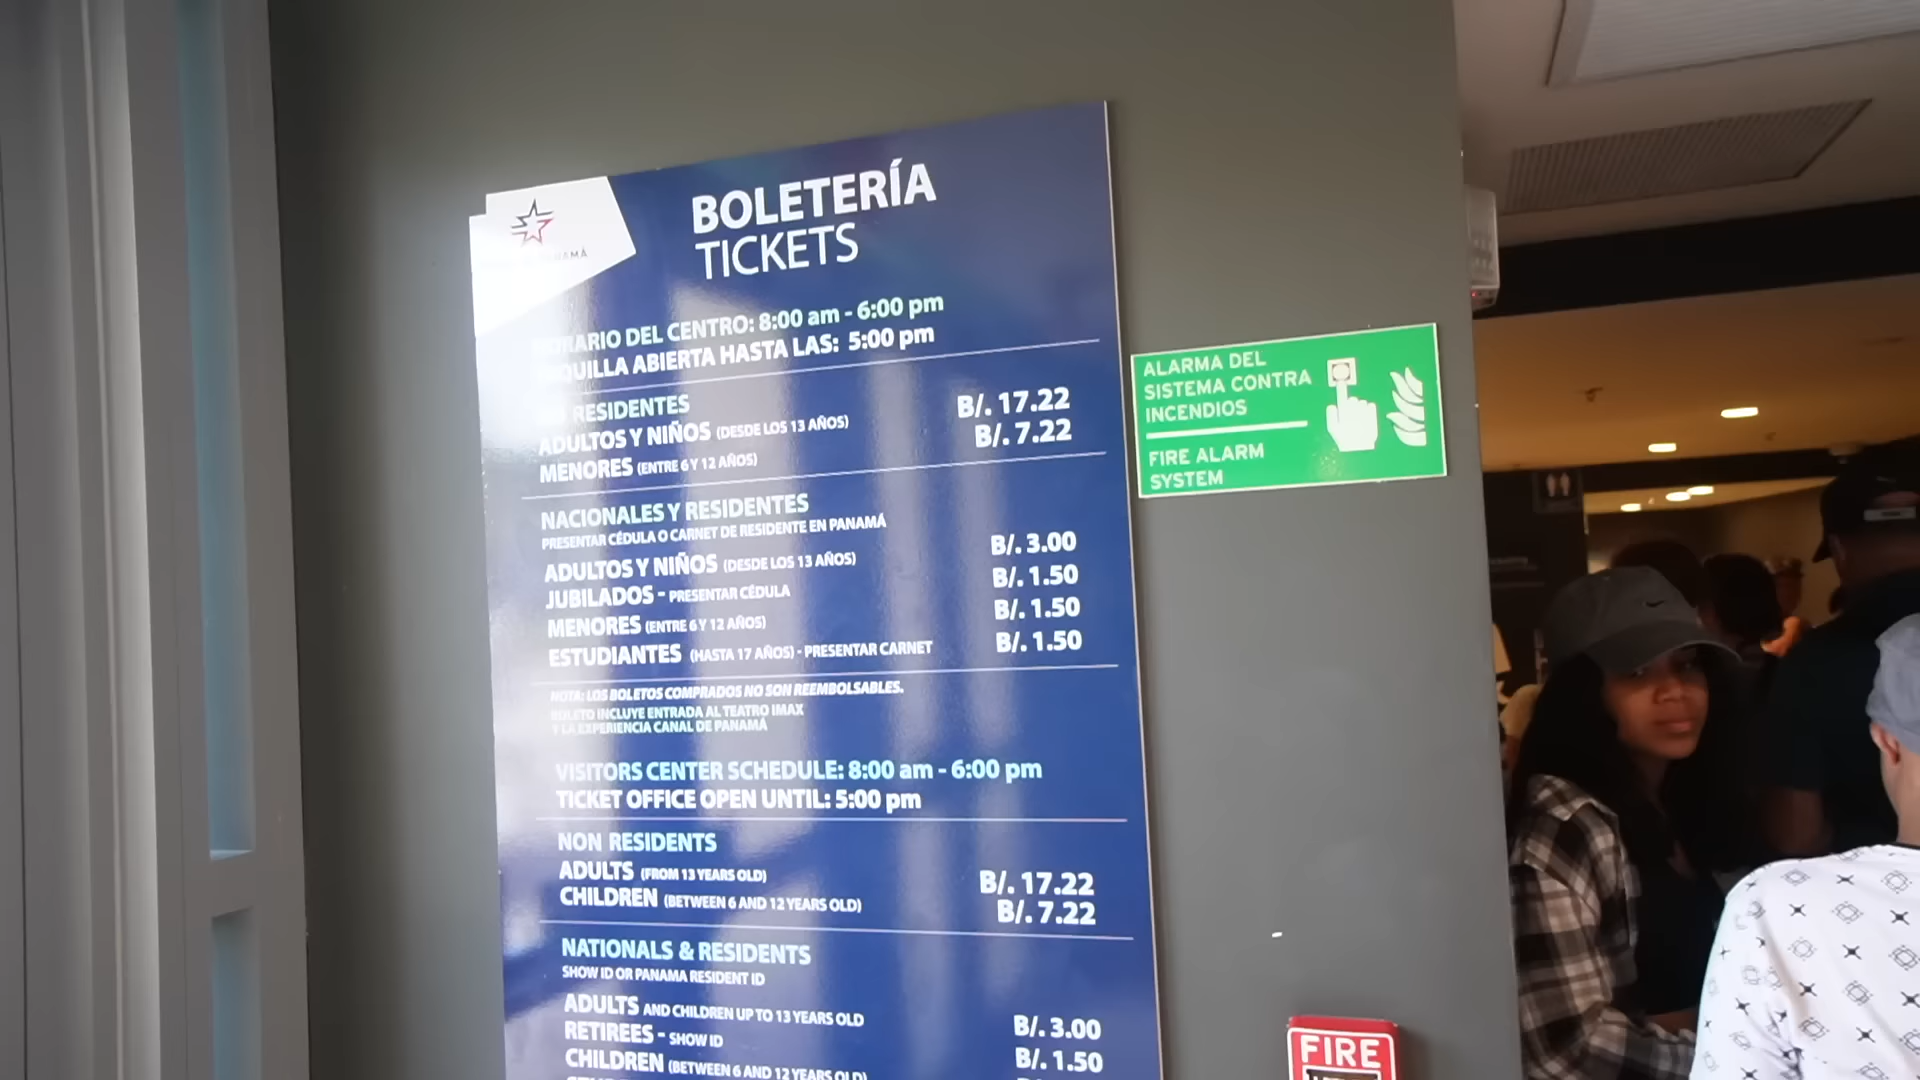 PANAMÁ
BOLETERÍA
TICKETS
HORARIO DEL CENTRO: 8:00 am - 6:00 pm
TAQUILLA ABIERTA HASTA LAS: 5:00 pm
RESIDENTES
ADULTOS Y NIÑOS (DESDE LOS 13 AÑOS) B/. 17.22
MENORES (ENTRE 6 Y 12 AÑOS) B/. 7.22
NACIONALES Y RESIDENTES
PRESENTAR CÉDULA O CARNET DE RESIDENTE EN PANAMÁ
ADULTOS Y NIÑOS (DESDE LOS 13 AÑOS) B/. 3.00
JUBILADOS - PRESENTAR CÉDULA B/. 1.50
MENORES (ENTRE 6 Y 12 AÑOS) B/. 1.50
ESTUDIANTES (HASTA 17 AÑOS) - PRESENTAR CARNET B/. 1.50
NOTA: LOS BOLETOS COMPRADOS NO SON REEMBOLSABLES.
BOLETO INCLUYE ENTRADA AL TEATRO IMAX
Y LA EXPERIENCIA CANAL DE PANAMÁ
VISITORS CENTER SCHEDULE: 8:00 am - 6:00 pm
TICKET OFFICE OPEN UNTIL: 5:00 pm
NON RESIDENTS
ADULTS (FROM 13 YEARS OLD) B/. 17.22
CHILDREN (BETWEEN 6 AND 12 YEARS OLD) B/. 7.22
NATIONALS & RESIDENTS
SHOW ID OR PANAMA RESIDENT ID
ADULTS AND CHILDREN UP TO 13 YEARS OLD B/. 3.00
RETIREES - SHOW ID B/. 1.50
CHILDREN (BETWEEN 6 AND 12 YEARS OLD)
ALARMA DEL
SISTEMA CONTRA
INCENDIOS
FIRE ALARM
SYSTEM
FIRE